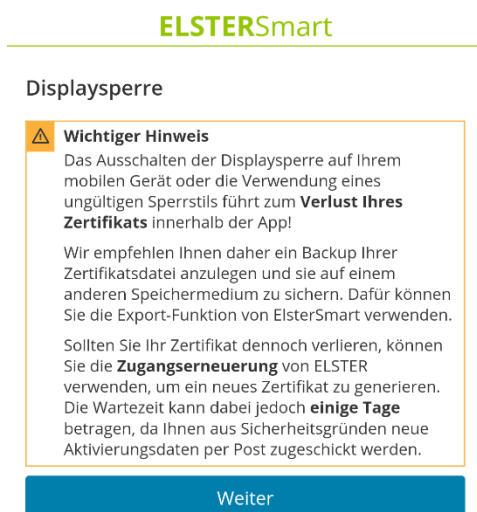 ELSTERSmart
Displaysperre
Wichtiger Hinweis
Das Ausschalten der Displaysperre auf Ihrem
mobilen Gerät oder die Verwendung eines
ungültigen Sperrstils führt zum Verlust Ihres
Zertifikats innerhalb der App!
Wir empfehlen Ihnen daher ein Backup Ihrer
Zertifikatsdatei anzulegen und sie auf einem
anderen Speichermedium zu sichern. Dafür können
Sie die Export-Funktion von ElsterSmart verwenden.
Sollten Sie Ihr Zertifikat dennoch verlieren, können
Sie die Zugangserneuerung von ELSTER
verwenden, um ein neues Zertifikat zu generieren.
Die Wartezeit kann dabei jedoch einige Tage
betragen, da Ihnen aus Sicherheitsgründen neue
Aktivierungsdaten per Post zugeschickt werden.
Weiter